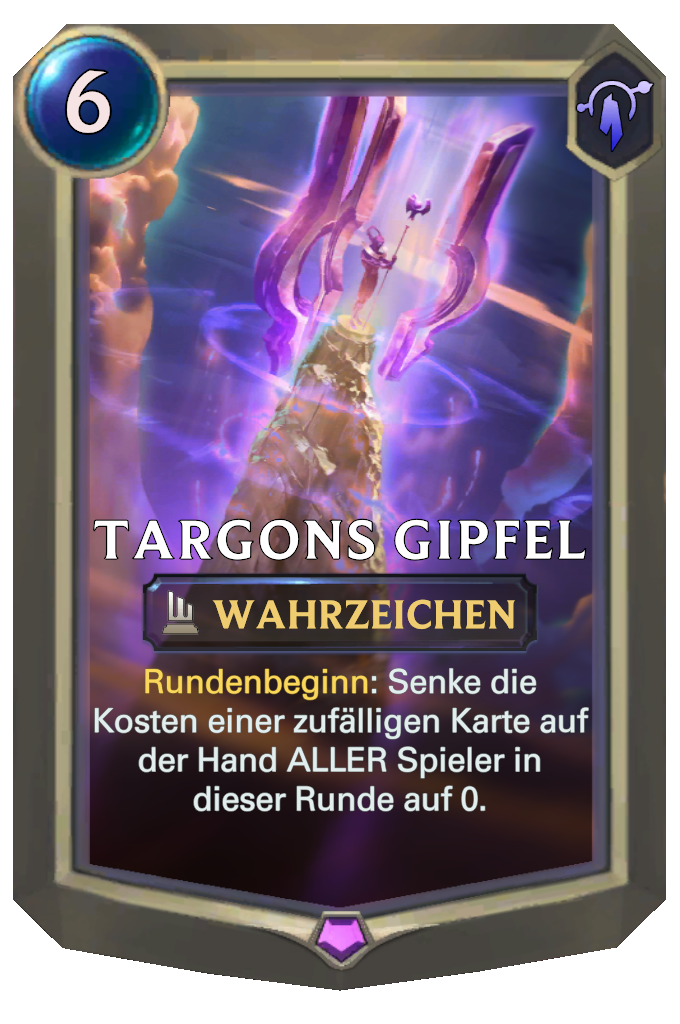 6
TARGONS GIPFEL
WAHRZEICHEN
Rundenbeginn: Senke die
Kosten einer zufälligen Karte auf
der Hand ALLER Spieler in
dieser Runde auf 0.